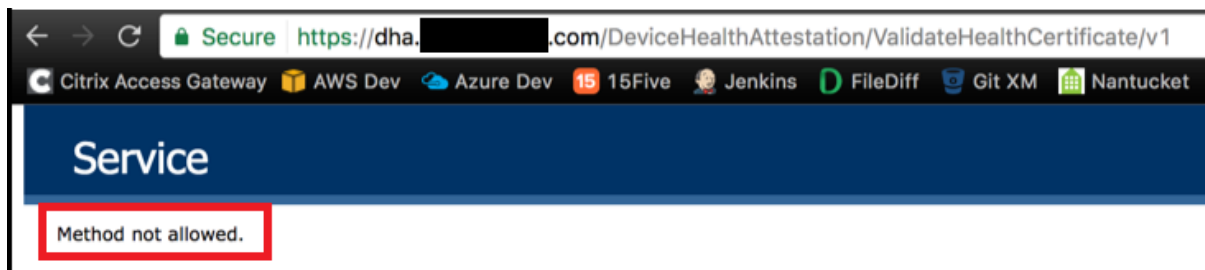 Secure https://dha. .com/DeviceHealthAttestation/ValidateHealthCertificate/v1
C Citrix Access Gateway AWS Dev Azure Dev 15 15Five Jenkins D FileDiff Git XM Nantucket
Service
Method not allowed.